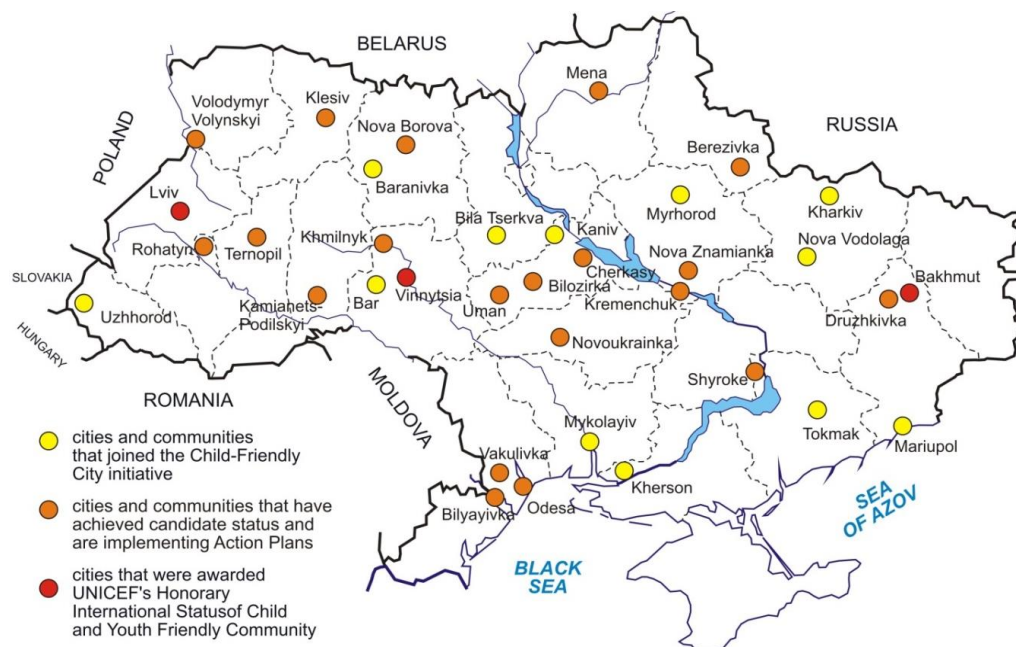 BELARUS
Mena
Klesiv
Volodymyr
Volynskyi
Nova Borova
RUSSIA
POLAND
Berezivka
Lviv
Baranivka
Myrhorod
Kharkiv
Bila Tserkva
Kaniv
Khmilnyk
Rohatyn
Ternopil
Nova Vodolaga
Nova Znamianka
SLOVAKIA
Cherkasy
Bakhmut
Bilozirka
Bar
Vinnytsia
Kamianets-
Podilskyi
Uman
Kremenchuk
Druzhkivka
Uzhhorod
HUNGARY
Novoukrainka
MOLDOVA
Shyroke
ROMANIA
Mykolayiv
Tokmak
Mariupol
Vakulivka
Kherson
Bilyayivka
Odesa
SEA
OF AZOV
BLACK
SEA
cities and communities
that joined the Child-Friendly
City initiative
cities and communities that have
achieved candidate status and
are implementing Action Plans
cities that were awarded
UNICEF's Honorary
International Statusof Child
and Youth Friendly Community